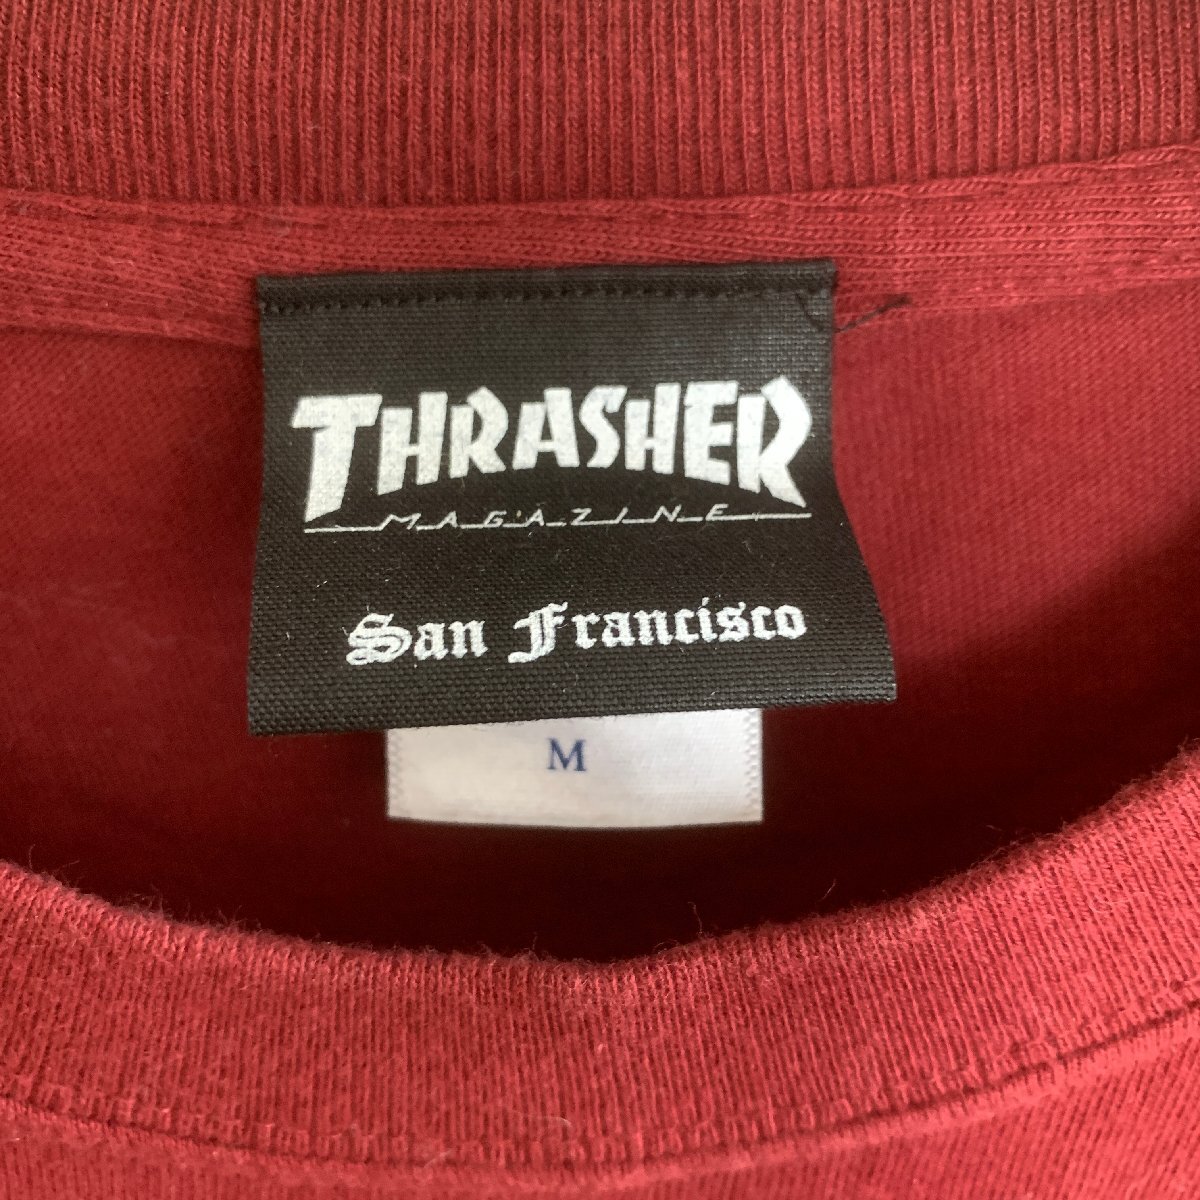 THRASHER
MAGAZINE
San Francisco
M